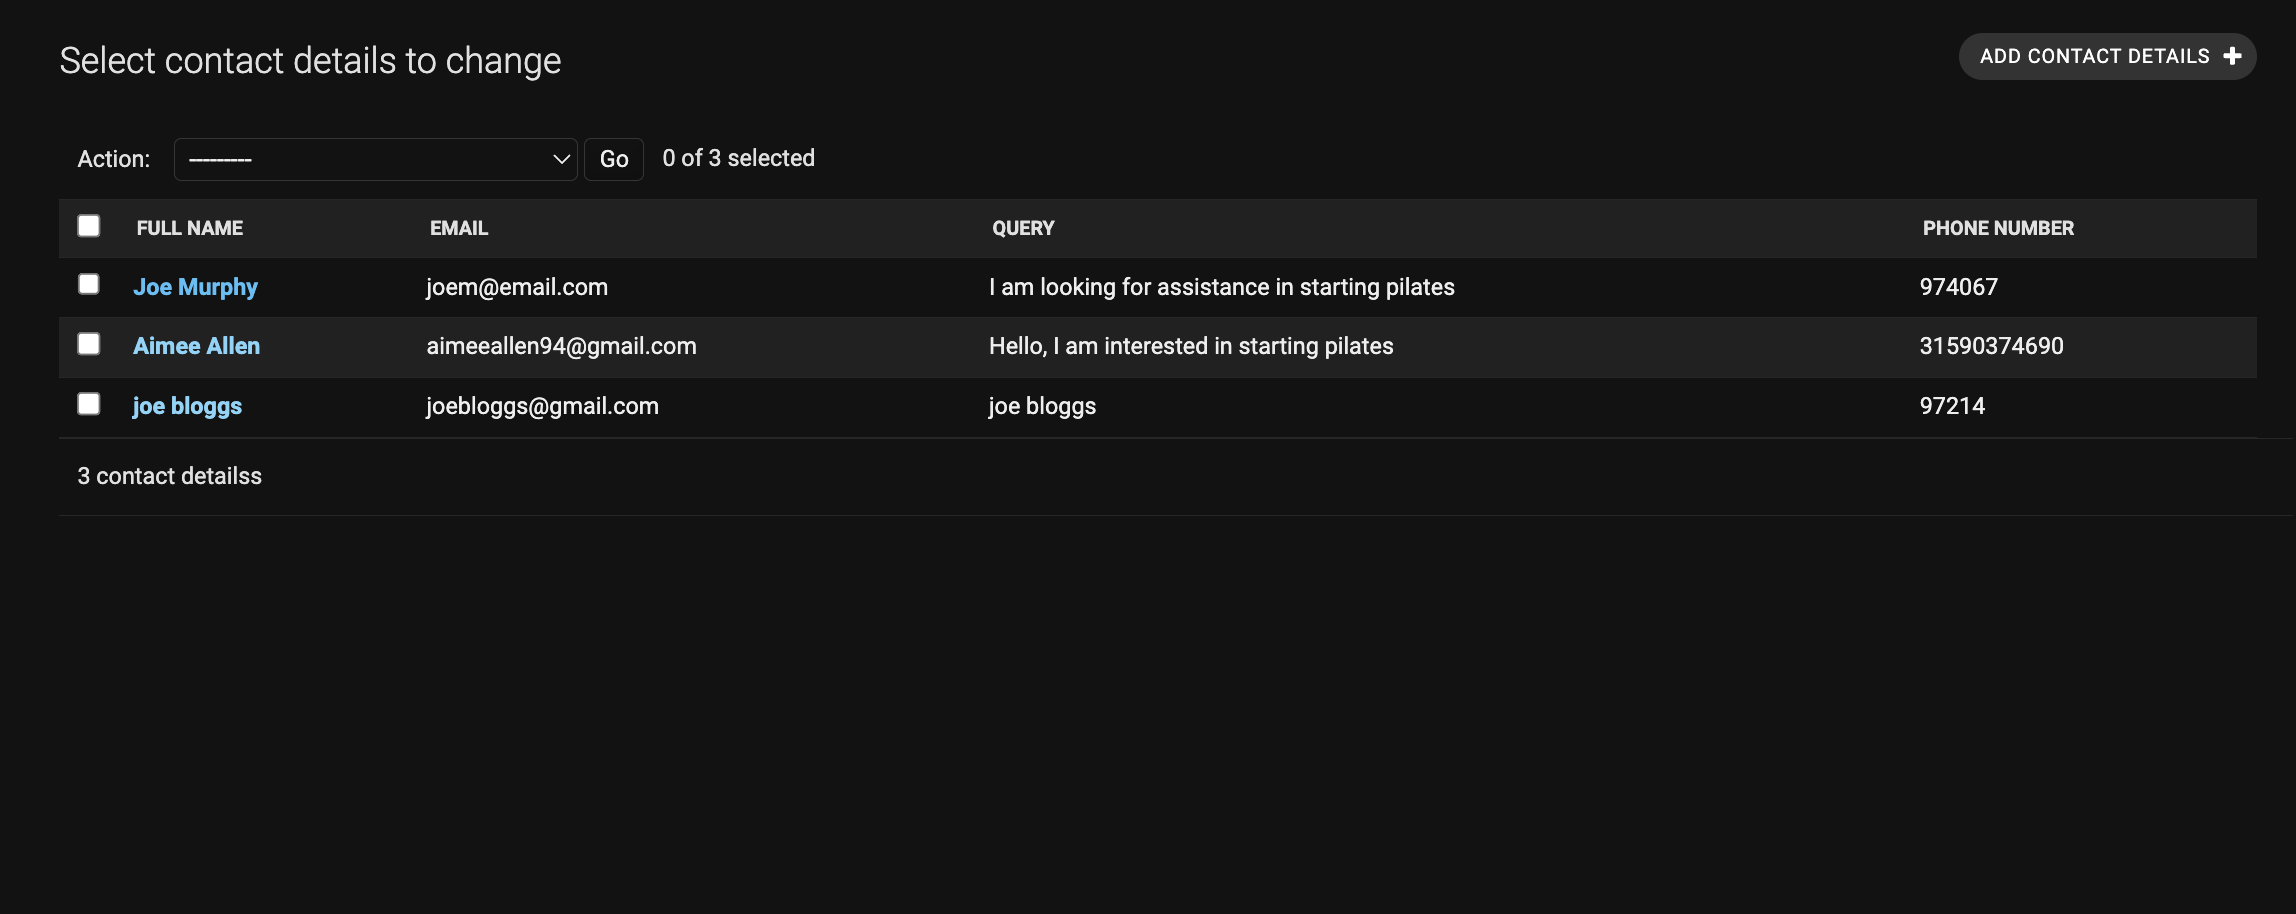 Select contact details to change
ADD CONTACT DETAILS
Action: --------- Go 0 of 3 selected
FULL NAME EMAIL QUERY PHONE NUMBER
Joe Murphy joem@email.com I am looking for assistance in starting pilates 974067
Aimee Allen aimeeallen94@gmail.com Hello, I am interested in starting pilates 31590374690
joe bloggs joebloggs@gmail.com joe bloggs 97214
3 contact detailss